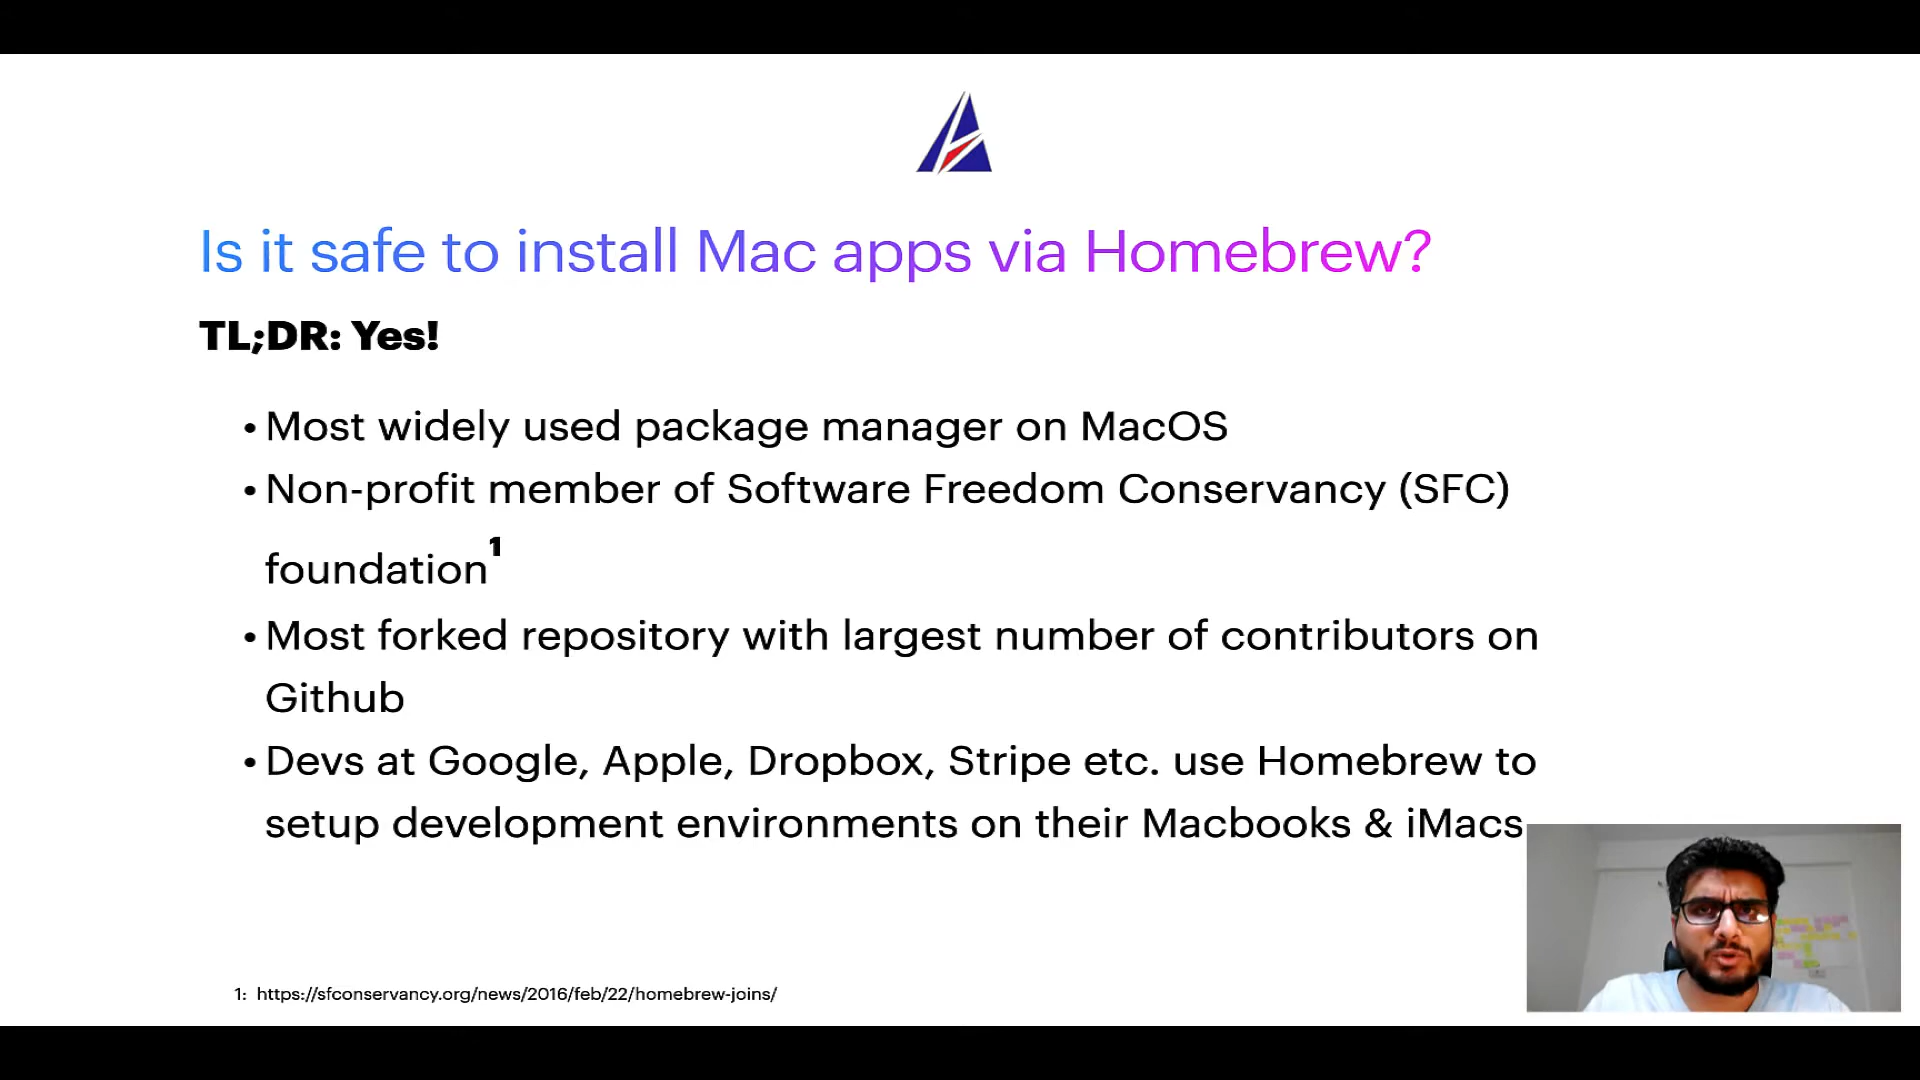 Is it safe to install Mac apps via Homebrew?
TL;DR: Yes!
• Most widely used package manager on MacOS
• Non-profit member of Software Freedom Conservancy (SFC)
foundation¹
• Most forked repository with largest number of contributors on
Github
• Devs at Google, Apple, Dropbox, Stripe etc. use Homebrew to
setup development environments on their Macbooks & iMacs
1: https://sfconservancy.org/news/2016/feb/22/homebrew-joins/